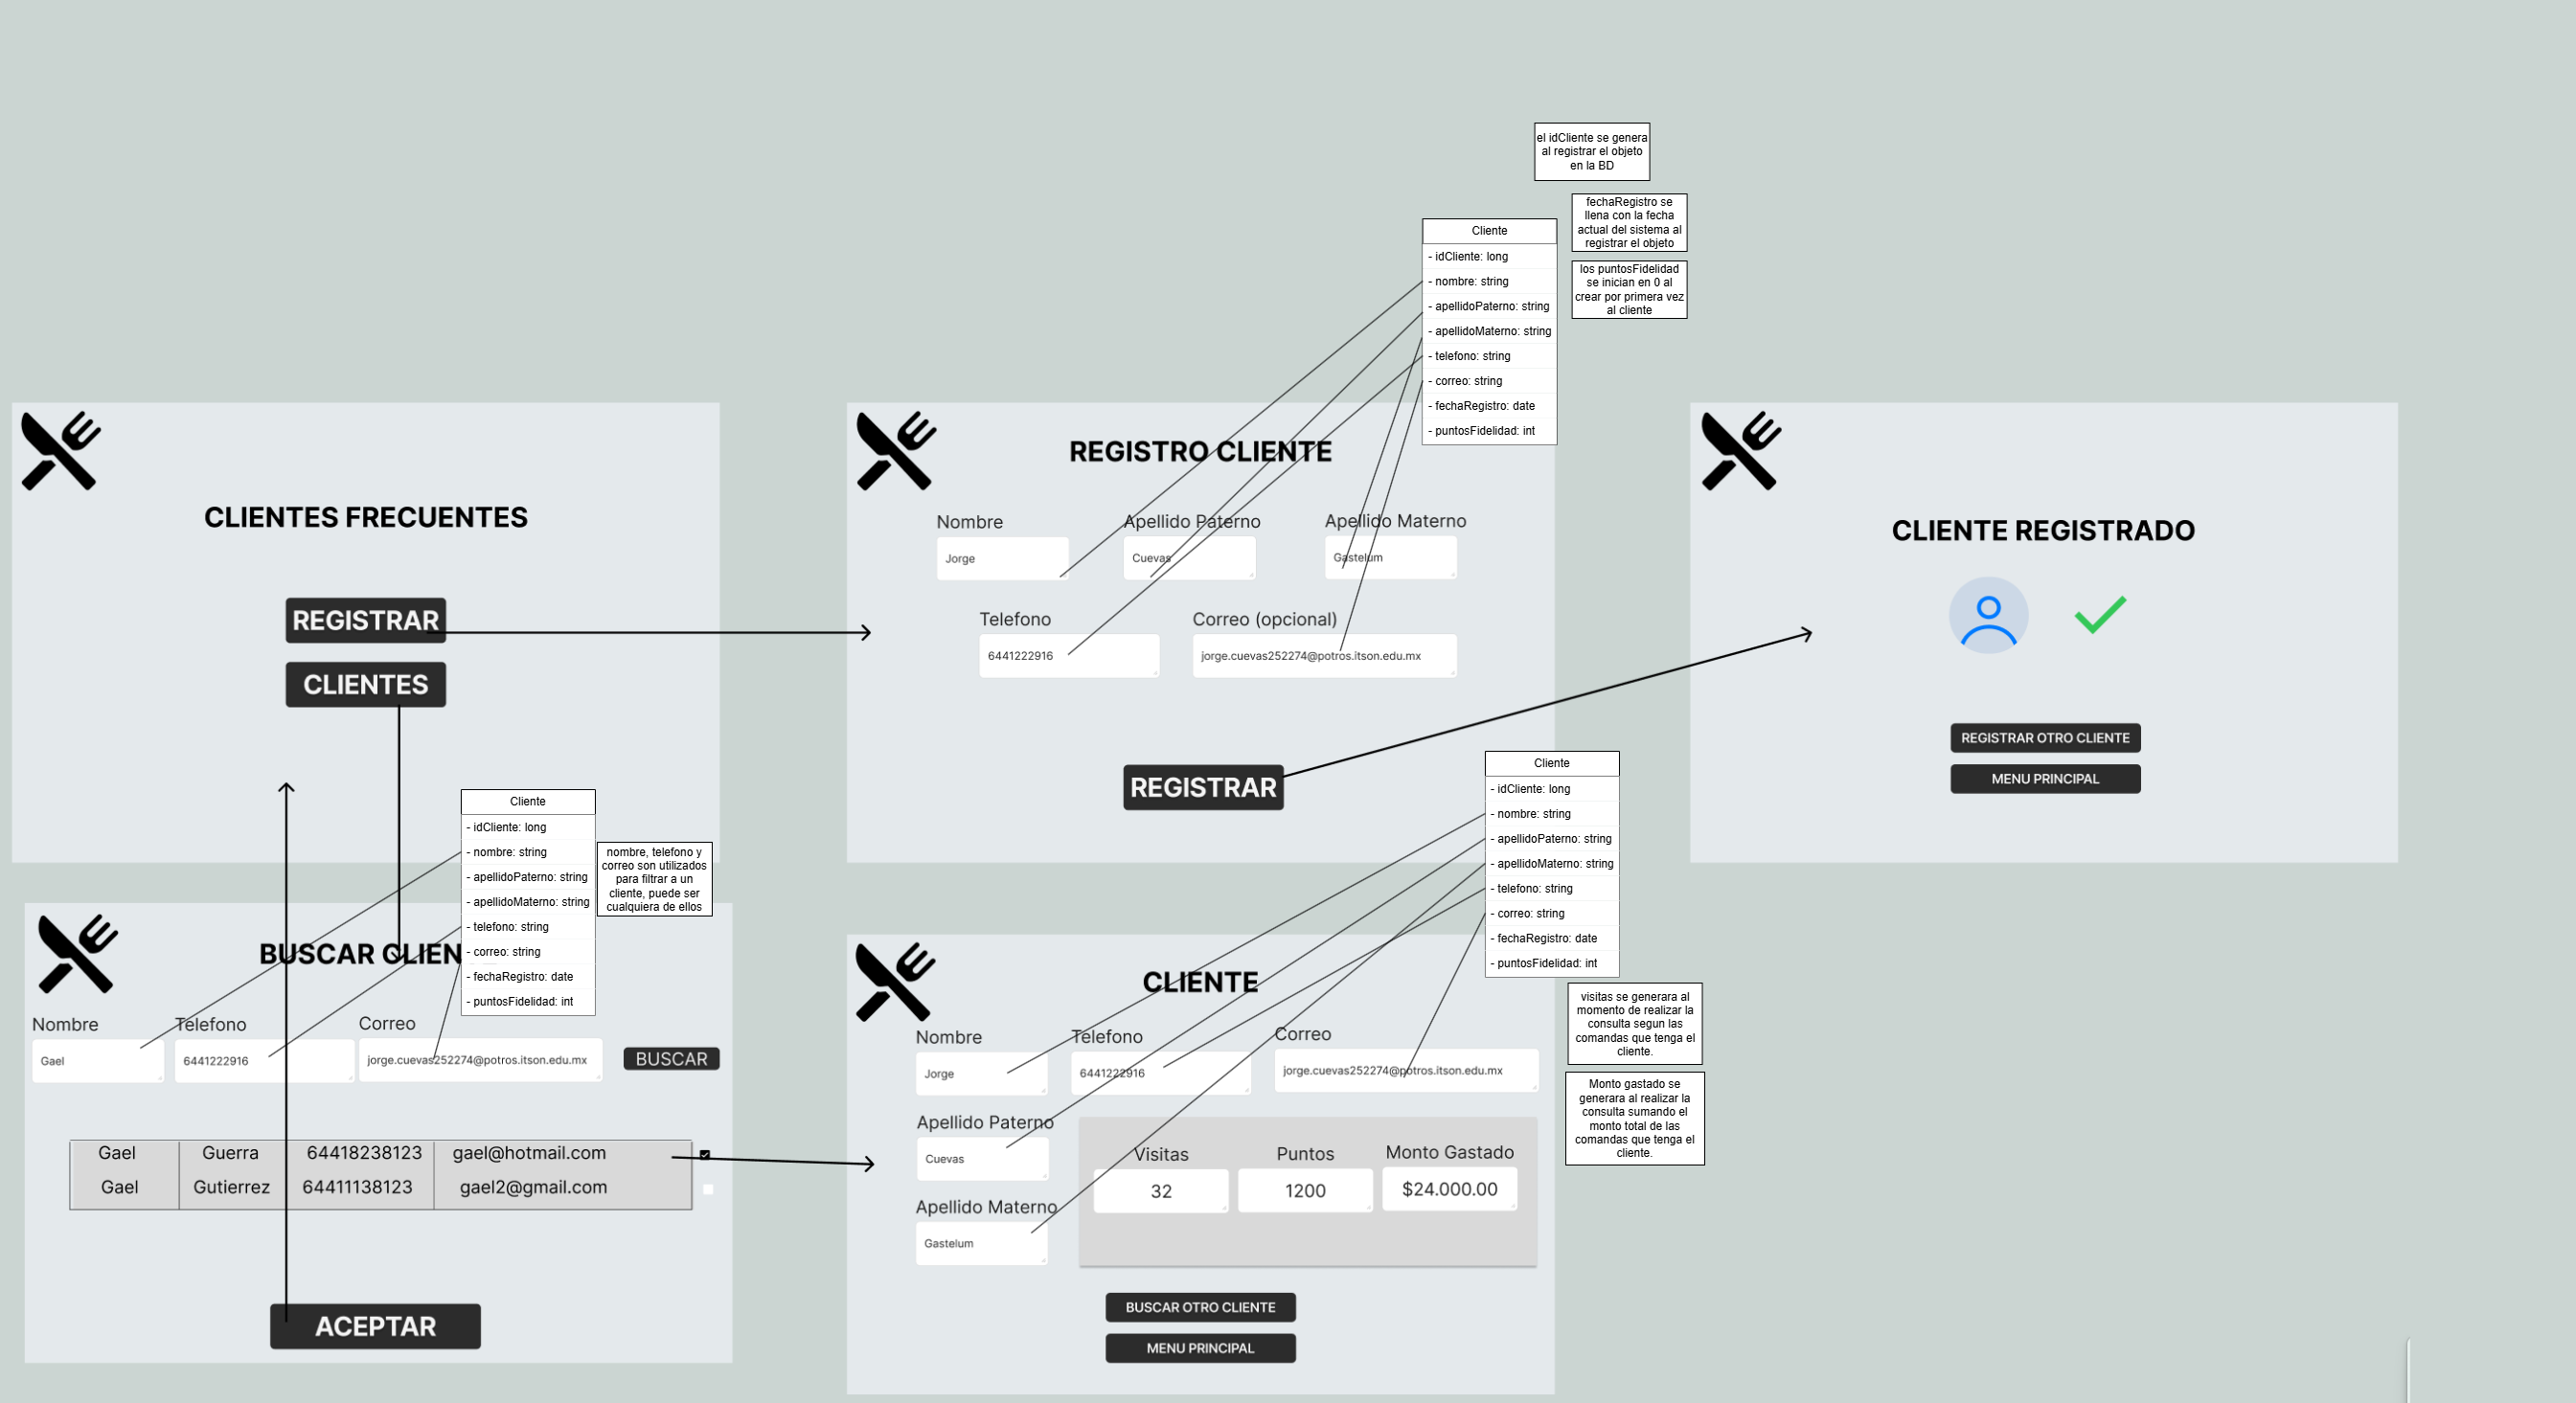 el idCliente se genera
al registrar el objeto
en la BD
fechaRegistro se
llena con la fecha
actual del sistema al
registrar el objeto
los puntosFidelidad
se inician en 0 al
crear por primera vez
al cliente
Cliente
- idCliente: long
- nombre: string
- apellidoPaterno: string
- apellidoMaterno: string
- telefono: string
- correo: string
- fechaRegistro: date
- puntosFidelidad: int
CLIENTES FRECUENTES
REGISTRAR
CLIENTES
REGISTRO CLIENTE
Nombre
Apellido Paterno
Apellido Materno
Jorge
Cuevas
Gastelum
Telefono
Correo (opcional)
6441222916
jorge.cuevas252274@potros.itson.edu.mx
REGISTRAR
CLIENTE REGISTRADO
REGISTRAR OTRO CLIENTE
MENU PRINCIPAL
Cliente
- idCliente: long
- nombre: string
- apellidoPaterno: string
- apellidoMaterno: string
- telefono: string
- correo: string
- fechaRegistro: date
- puntosFidelidad: int
nombre, telefono y
correo son utilizados
para filtrar a un
cliente, puede ser
cualquiera de ellos
BUSCAR CLIEN
Nombre
Telefono
Correo
Gael
6441222916
jorge.cuevas252274@potros.itson.edu.mx
BUSCAR
Gael Guerra 64418238123 gael@hotmail.com
Gael Gutierrez 64411138123 gael2@gmail.com
ACEPTAR
Cliente
- idCliente: long
- nombre: string
- apellidoPaterno: string
- apellidoMaterno: string
- telefono: string
- correo: string
- fechaRegistro: date
- puntosFidelidad: int
visitas se generara al
momento de realizar la
consulta segun las
comandas que tenga el
cliente.
Monto gastado se
generara al realizar la
consulta sumando el
monto total de las
comandas que tenga el
cliente.
CLIENTE
Nombre
Telefono
Correo
Jorge
6441222916
jorge.cuevas252274@potros.itson.edu.mx
Apellido Paterno
Cuevas
Apellido Materno
Gastelum
Visitas
Puntos
Monto Gastado
32
1200
$24.000.00
BUSCAR OTRO CLIENTE
MENU PRINCIPAL